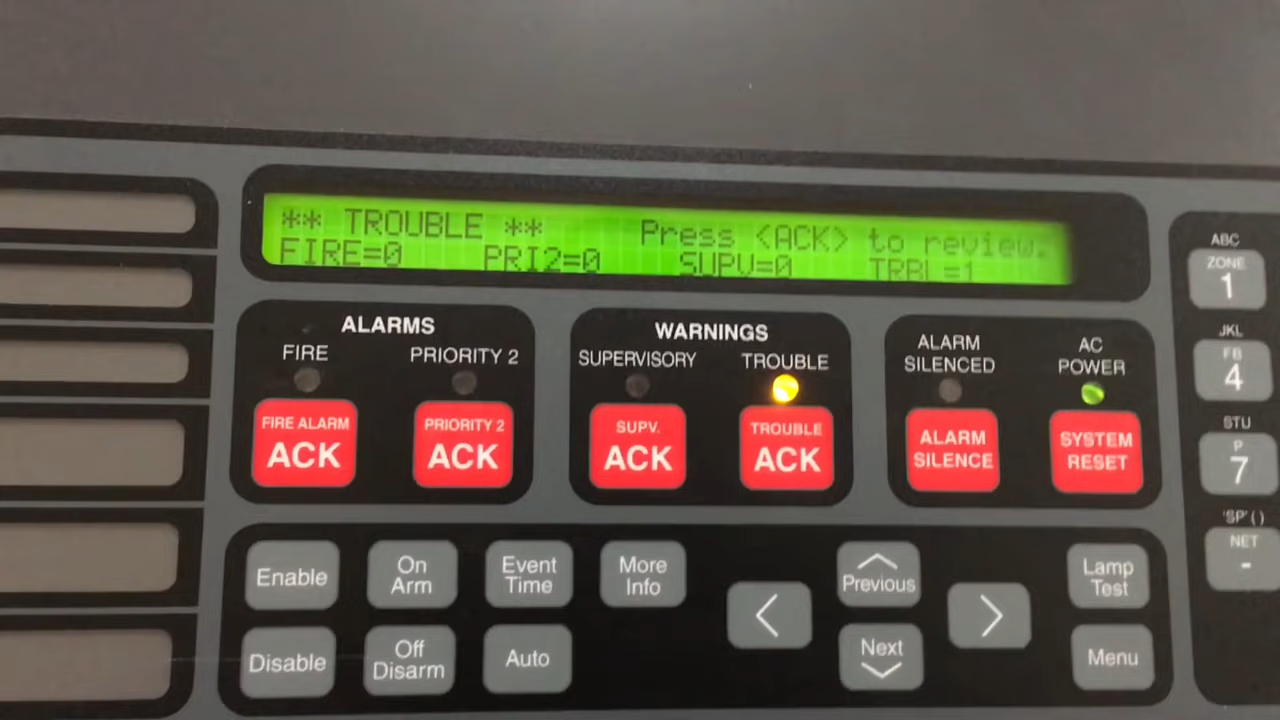 ** TROUBLE ** Press <ACK> to review.
FIRE=0 PRI2=0 SUPV=0 TRBL=1
ALARMS
FIRE PRIORITY 2
FIRE ALARM ACK
PRIORITY 2 ACK
WARNINGS
SUPERVISORY TROUBLE
SUPV. ACK
TROUBLE ACK
ALARM
SILENCED
AC
POWER
ALARM
SILENCE
SYSTEM
RESET
Enable
On
Arm
Event
Time
More
Info
Previous
Lamp
Test
Disable
Off
Disarm
Auto
Next
Menu
ABC
ZONE
1
JKL
FB
4
STU
P
7
'SP' ( )
NET
-